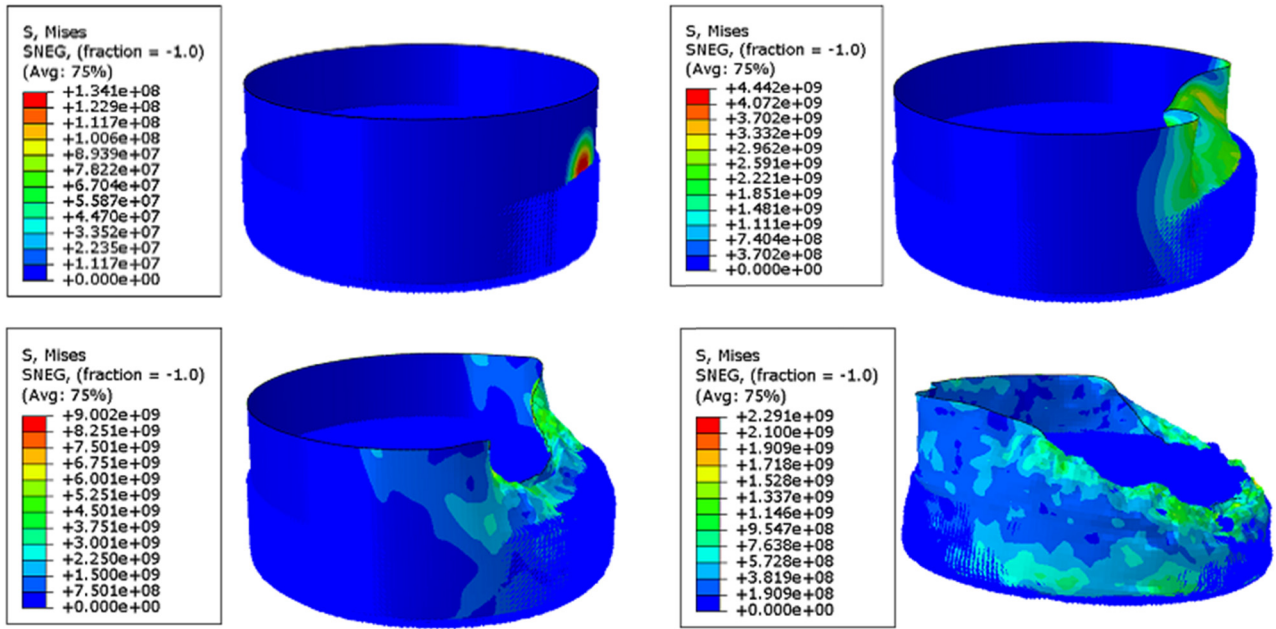 S, Mises
SNEG, (fraction = -1.0)
(Avg: 75%)
+1.341e+08
+1.229e+08
+1.117e+08
+1.006e+08
+8.939e+07
+7.822e+07
+6.704e+07
+5.587e+07
+4.470e+07
+3.352e+07
+2.235e+07
+1.117e+07
+0.000e+00
S, Mises
SNEG, (fraction = -1.0)
(Avg: 75%)
+4.442e+09
+4.072e+09
+3.702e+09
+3.332e+09
+2.962e+09
+2.591e+09
+2.221e+09
+1.851e+09
+1.481e+09
+1.111e+09
+7.404e+08
+3.702e+08
+0.000e+00
S, Mises
SNEG, (fraction = -1.0)
(Avg: 75%)
+9.002e+09
+8.251e+09
+7.501e+09
+6.751e+09
+6.001e+09
+5.251e+09
+4.501e+09
+3.751e+09
+3.001e+09
+2.250e+09
+1.500e+09
+7.501e+08
+0.000e+00
S, Mises
SNEG, (fraction = -1.0)
(Avg: 75%)
+2.291e+09
+2.100e+09
+1.909e+09
+1.718e+09
+1.528e+09
+1.337e+09
+1.146e+09
+9.547e+08
+7.638e+08
+5.728e+08
+3.819e+08
+1.909e+08
+0.000e+00